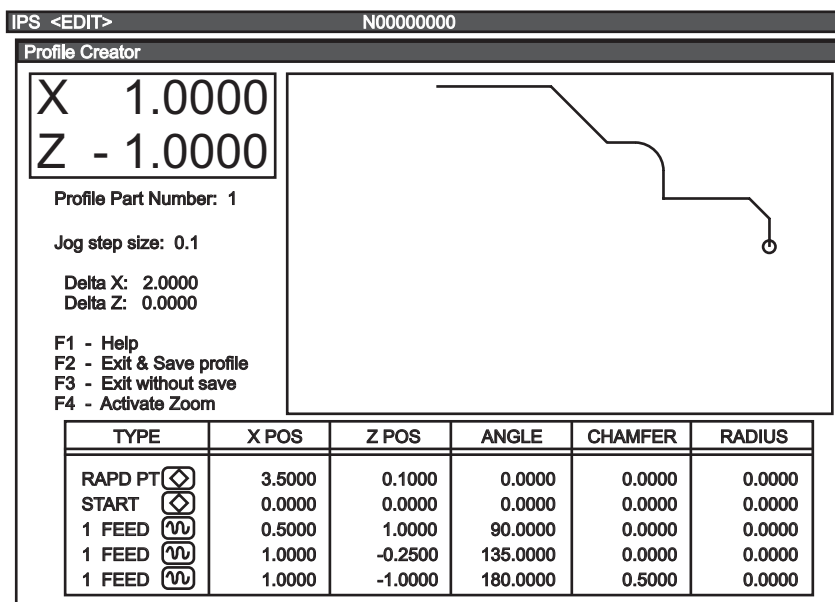 IPS <EDIT> N00000000
Profile Creator
X 1.0000
Z - 1.0000
Profile Part Number: 1
Jog step size: 0.1
Delta X: 2.0000
Delta Z: 0.0000
F1 - Help
F2 - Exit & Save profile
F3 - Exit without save
F4 - Activate Zoom
TYPE X POS Z POS ANGLE CHAMFER RADIUS
RAPD PT 3.5000 0.1000 0.0000 0.0000 0.0000
START 0.0000 0.0000 0.0000 0.0000 0.0000
1 FEED 0.5000 1.0000 90.0000 0.0000 0.0000
1 FEED 1.0000 -0.2500 135.0000 0.0000 0.0000
1 FEED 1.0000 -1.0000 180.0000 0.5000 0.0000